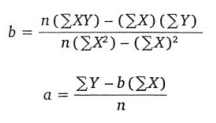 b = n(∑XY) − (∑X)(∑Y) / n(∑X²) − (∑X)²
a = ∑Y − b(∑X) / n